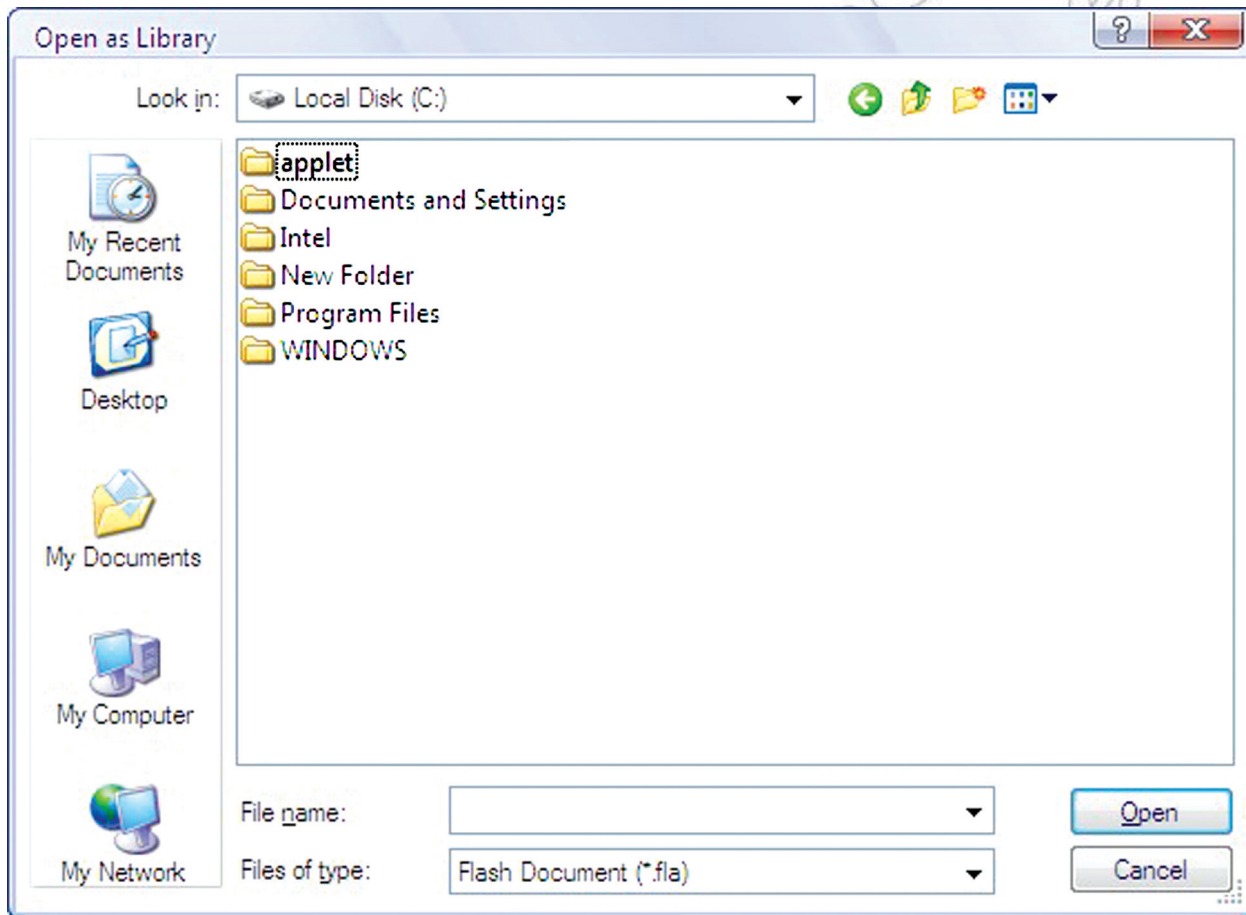 Open as Library
?
Look in:
Local Disk (C:)
applet
Documents and Settings
Intel
New Folder
Program Files
WINDOWS
My Recent
Documents
Desktop
My Documents
My Computer
My Network
File name:
Open
Files of type:
Flash Document (*.fla)
Cancel